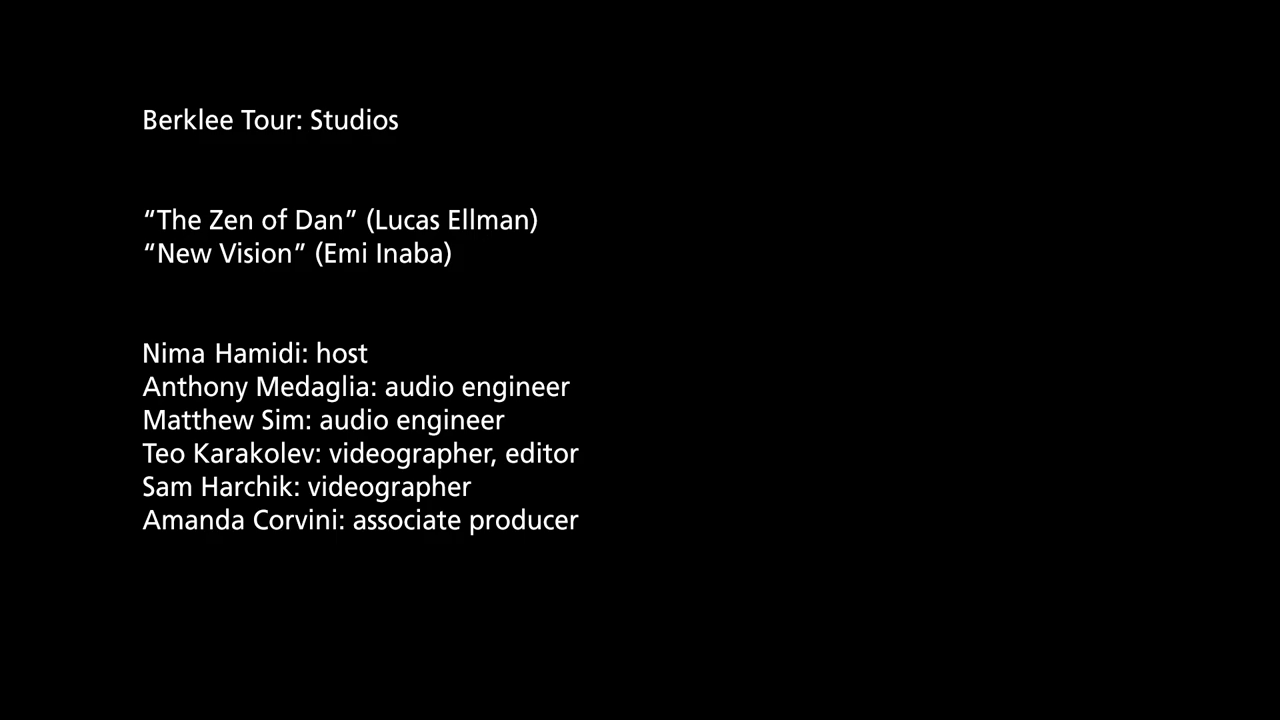 Berklee Tour: Studios
“The Zen of Dan” (Lucas Ellman)
“New Vision” (Emi Inaba)
Nima Hamidi: host
Anthony Medaglia: audio engineer
Matthew Sim: audio engineer
Teo Karakolev: videographer, editor
Sam Harchik: videographer
Amanda Corvini: associate producer